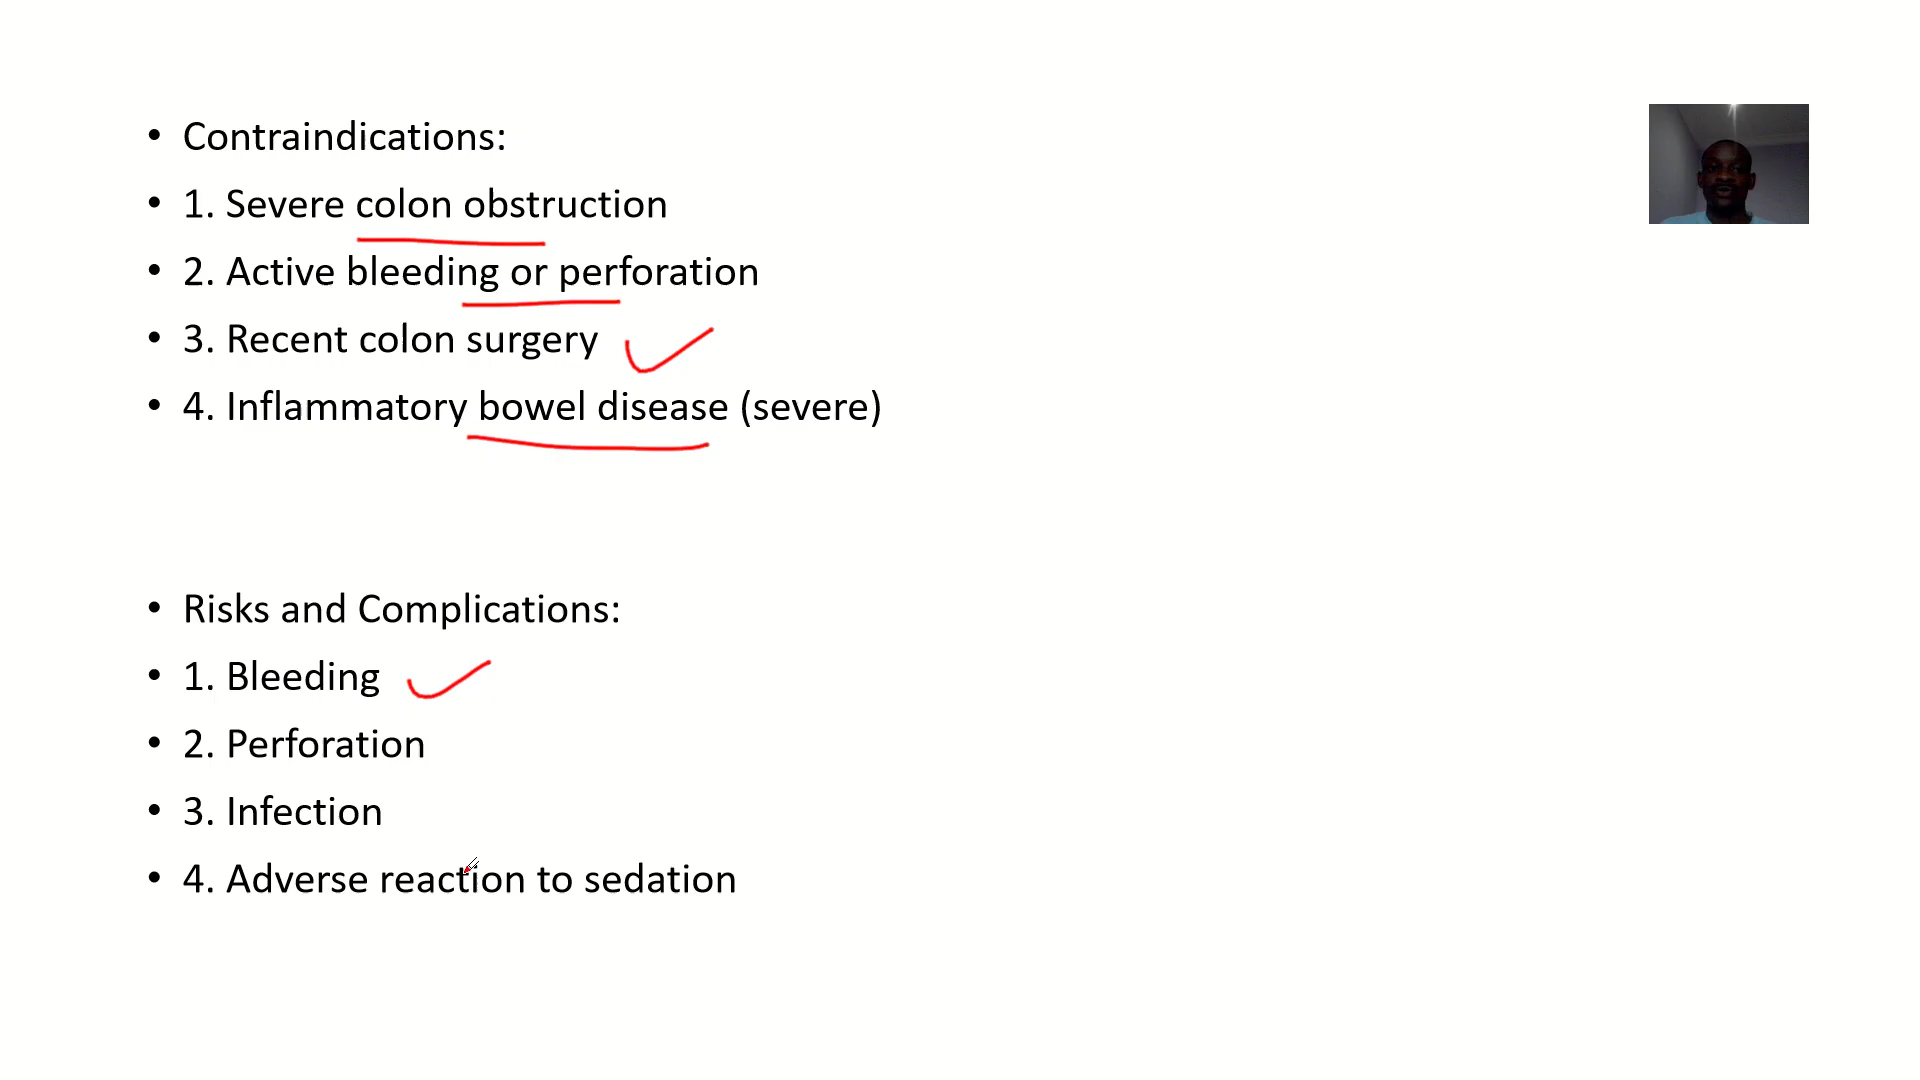 • Contraindications:
• 1. Severe colon obstruction
• 2. Active bleeding or perforation
• 3. Recent colon surgery
• 4. Inflammatory bowel disease (severe)
• Risks and Complications:
• 1. Bleeding
• 2. Perforation
• 3. Infection
• 4. Adverse reaction to sedation